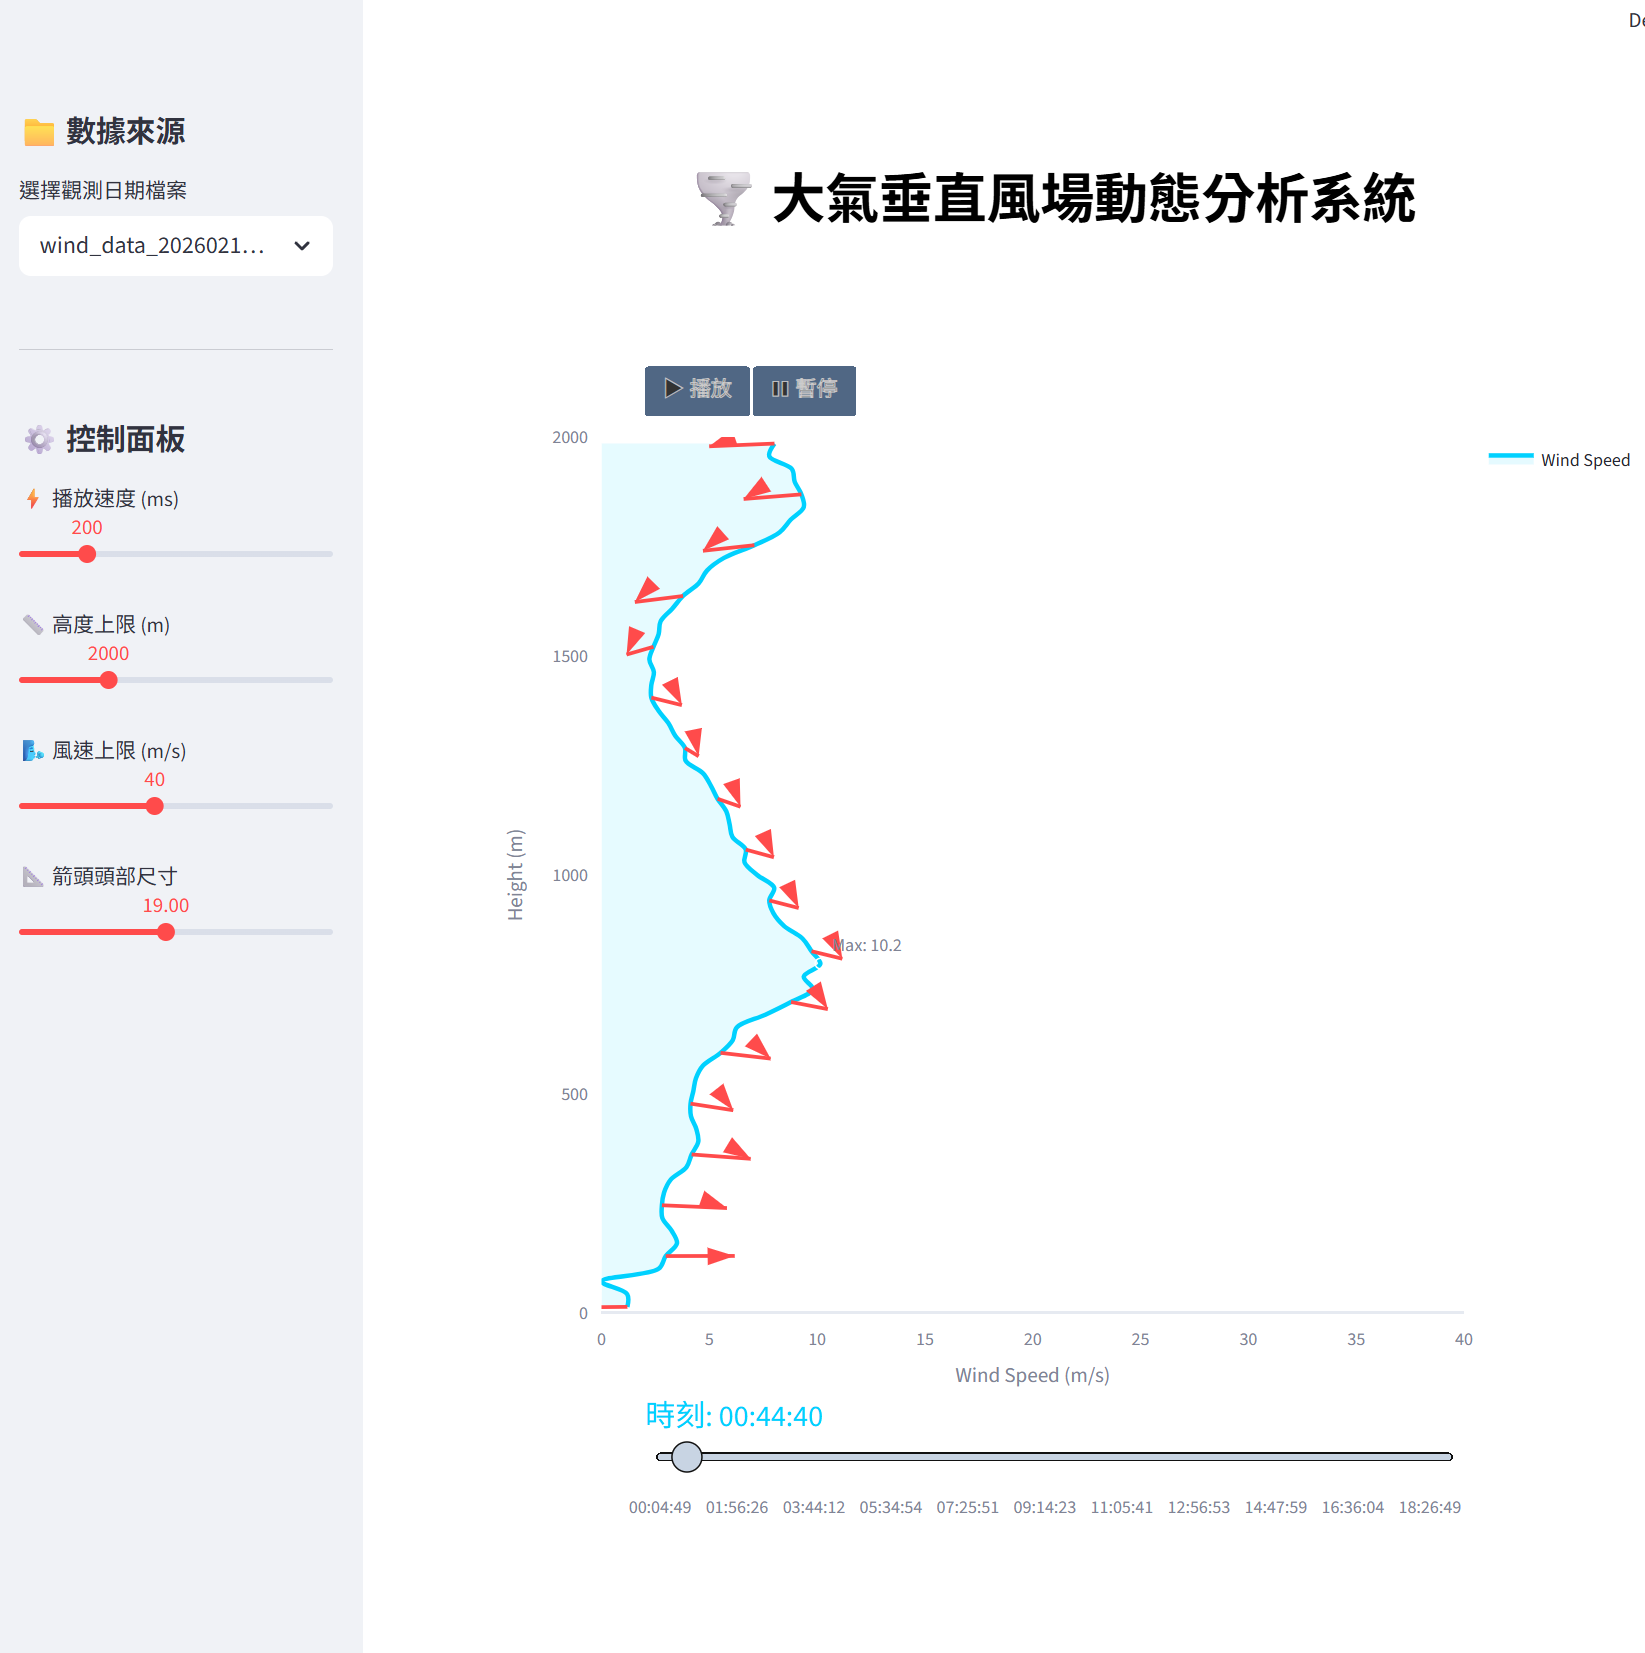 De
數據來源
選擇觀測日期檔案
wind_data_2026021...
控制面板
播放速度 (ms)
200
高度上限 (m)
2000
風速上限 (m/s)
40
箭頭頭部尺寸
19.00
大氣垂直風場動態分析系統
▶ 播放
暫停
Wind Speed
2000
1500
1000
500
0
Height (m)
Max: 10.2
0 5 10 15 20 25 30 35 40
Wind Speed (m/s)
時刻: 00:44:40
00:04:49 01:56:26 03:44:12 05:34:54 07:25:51 09:14:23 11:05:41 12:56:53 14:47:59 16:36:04 18:26:49